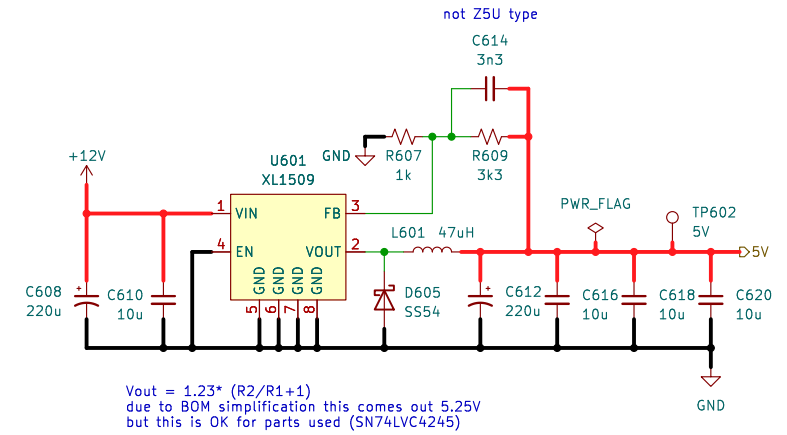 not Z5U type
C614
3n3
GND
R607
1k
R609
3k3
+12V
U601
XL1509
1
VIN
FB
3
4
EN
VOUT
2
GND
GND
GND
GND
5
6
7
8
L601 47uH
PWR_FLAG
TP602
5V
5V
C608
220u
C610
10u
D605
SS54
C612
220u
C616
10u
C618
10u
C620
10u
GND
Vout = 1.23* (R2/R1+1)
due to BOM simplification this comes out 5.25V
but this is OK for parts used (SN74LVC4245)